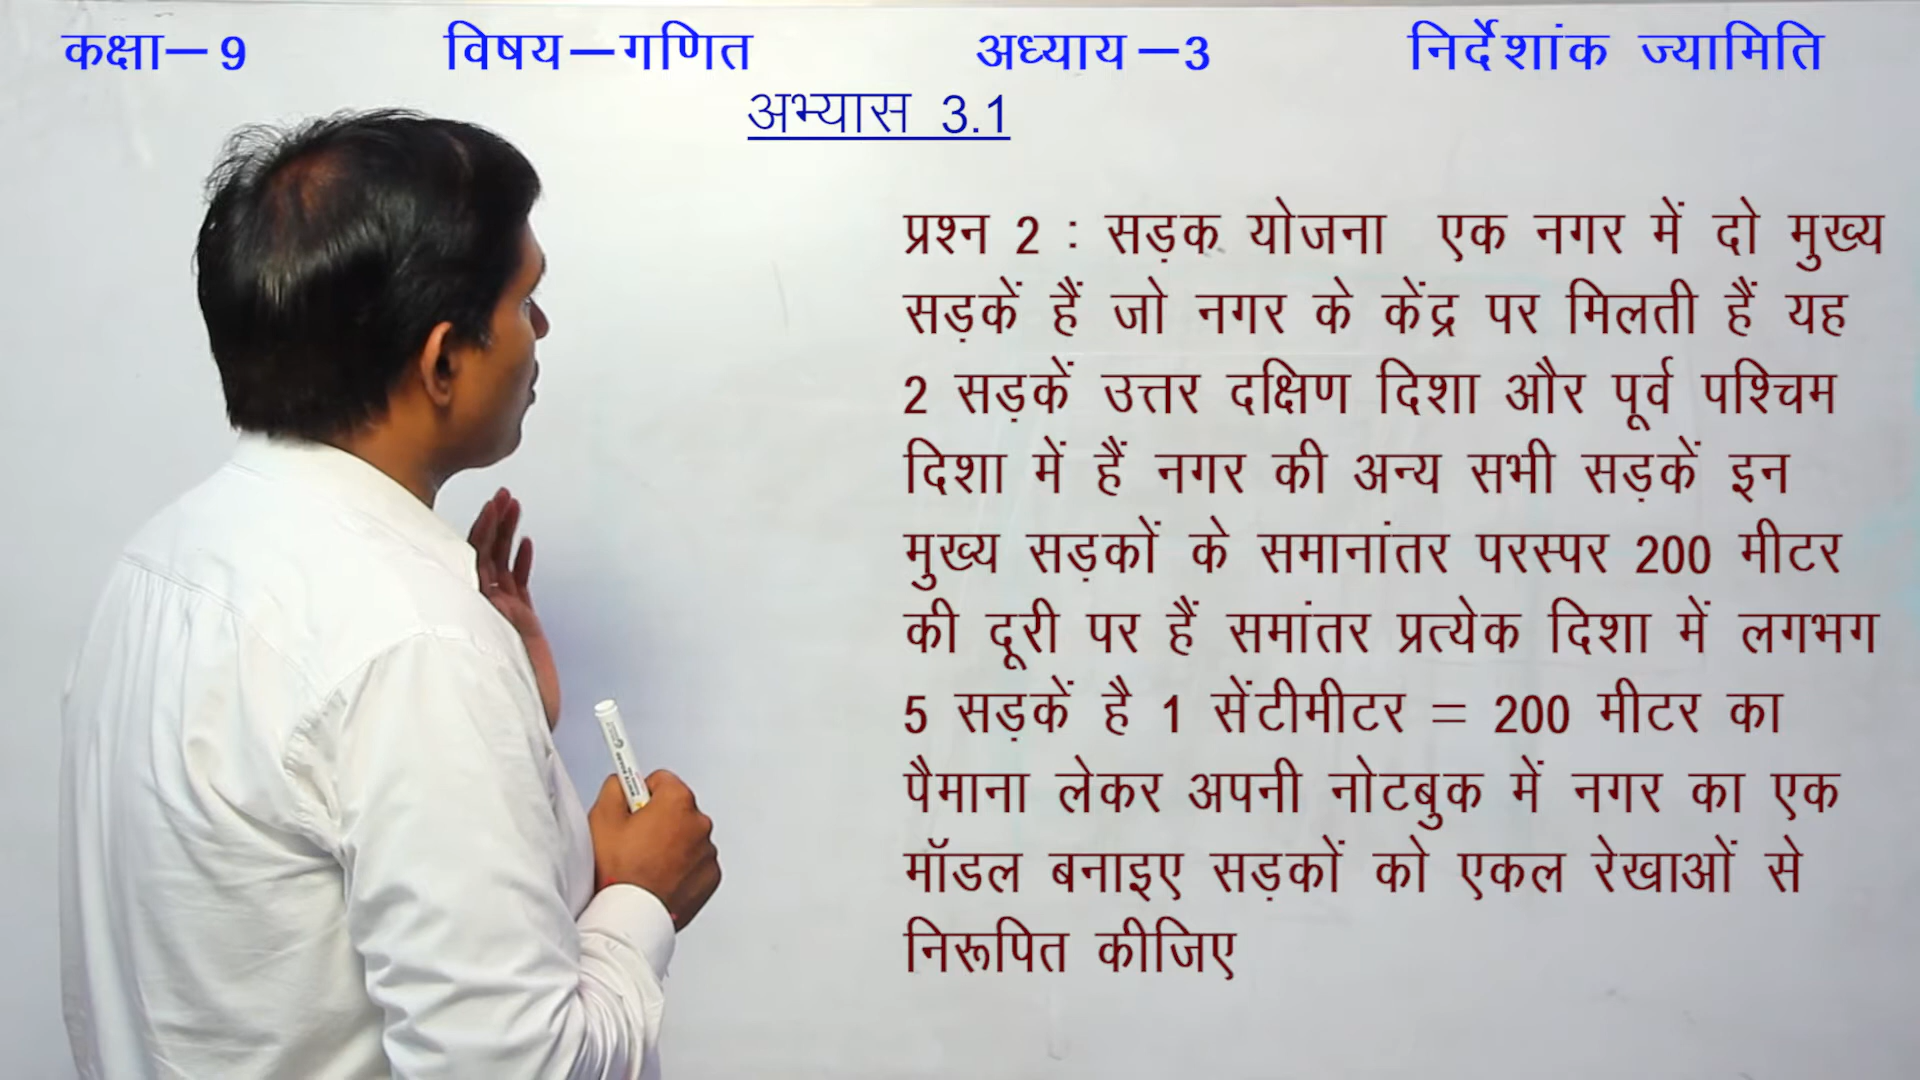 कक्षा–9 विषय–गणित अध्याय–3 निर्देशांक ज्यामिति
अभ्यास 3.1
प्रश्न 2 : सड़क योजना एक नगर में दो मुख्य
सड़कें हैं जो नगर के केंद्र पर मिलती हैं यह
2 सड़कें उत्तर दक्षिण दिशा और पूर्व पश्चिम
दिशा में हैं नगर की अन्य सभी सड़कें इन
मुख्य सड़कों के समानांतर परस्पर 200 मीटर
की दूरी पर हैं समांतर प्रत्येक दिशा में लगभग
5 सड़कें है 1 सेंटीमीटर = 200 मीटर का
पैमाना लेकर अपनी नोटबुक में नगर का एक
मॉडल बनाइए सड़कों को एकल रेखाओं से
निरूपित कीजिए